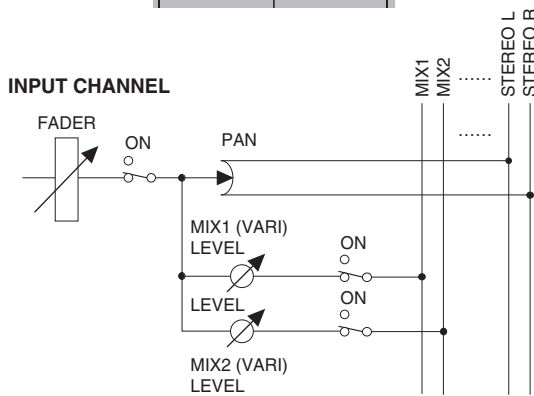 INPUT CHANNEL
FADER
ON
PAN
MIX1
MIX2
......
STEREO L
STEREO R
......
MIX1 (VARI)
LEVEL
ON
LEVEL
ON
MIX2 (VARI)
LEVEL